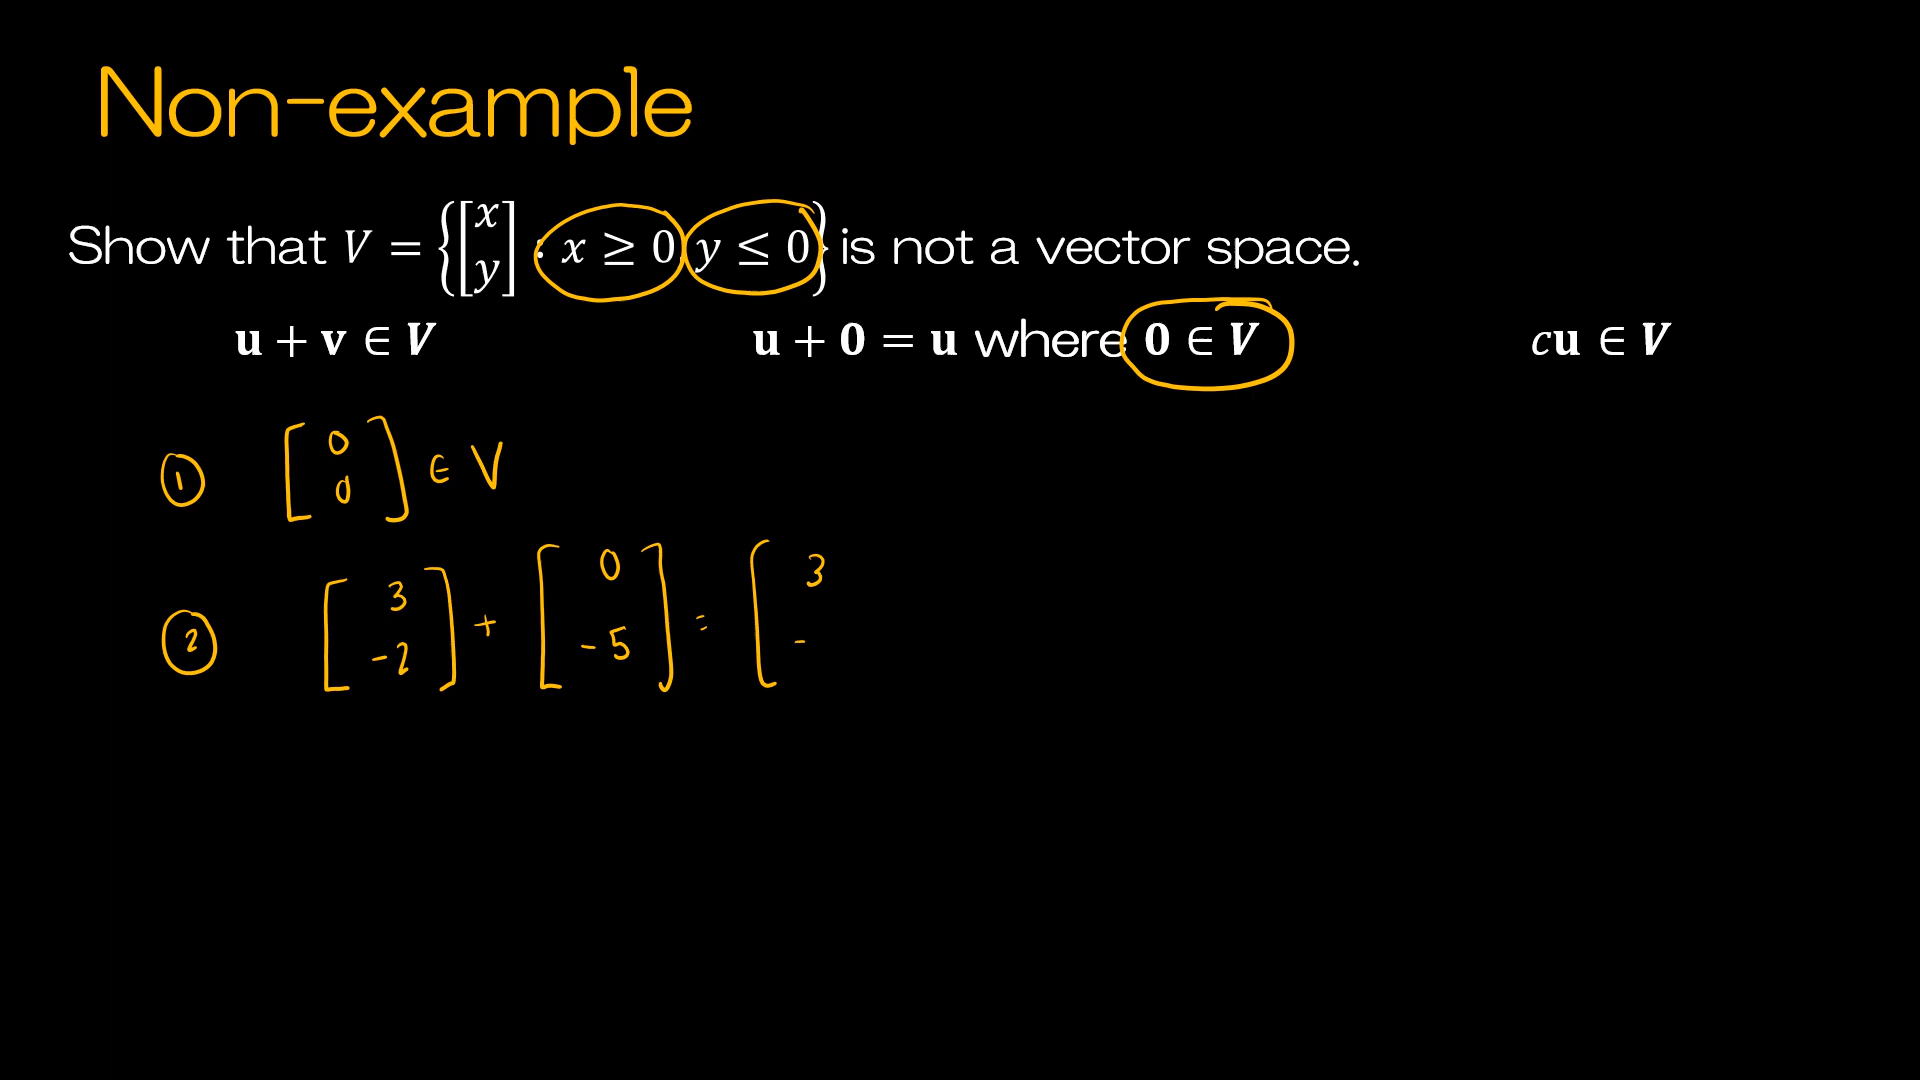 Non-example
Show that V = {[x y] : x ≥ 0, y ≤ 0} is not a vector space.
u + v ∈ V u + 0 = u where 0 ∈ V cu ∈ V
① [0 0] ∈ V
② [3 -2] + [0 -5] = [3 -